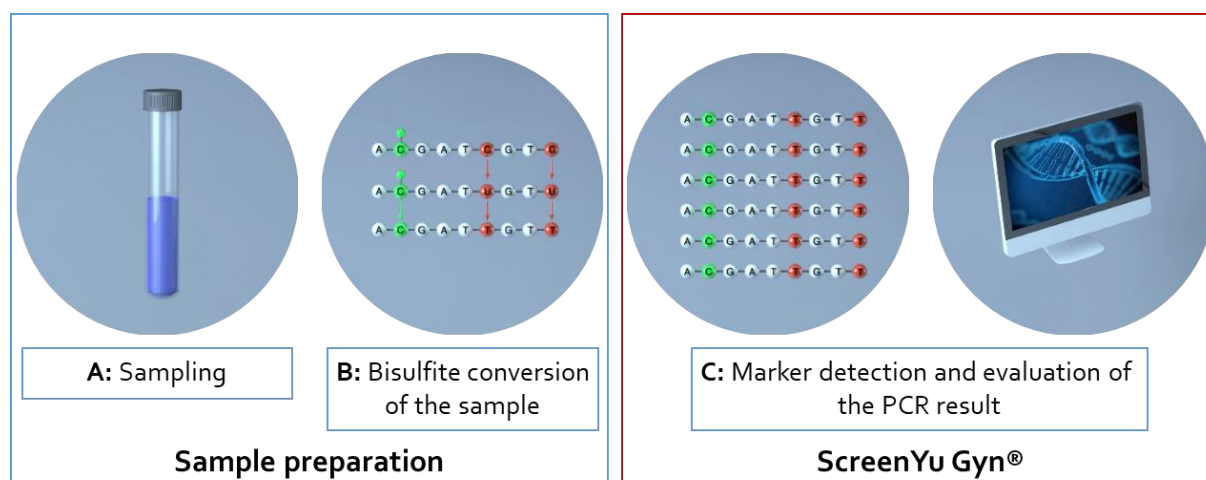 A-C-G-A-T-C-G-T-C
A-C-G-A-T-U-G-T-U
A-C-G-A-T-T-G-T-T
A-C-G-A-T-T-G-T-T
A-C-G-A-T-T-G-T-T
A-C-G-A-T-T-G-T-T
A-C-G-A-T-T-G-T-T
A-C-G-A-T-T-G-T-T
A-C-G-A-T-T-G-T-T
A: Sampling
B: Bisulfite conversion
of the sample
C: Marker detection and evaluation of
the PCR result
Sample preparation
ScreenYu Gyn®